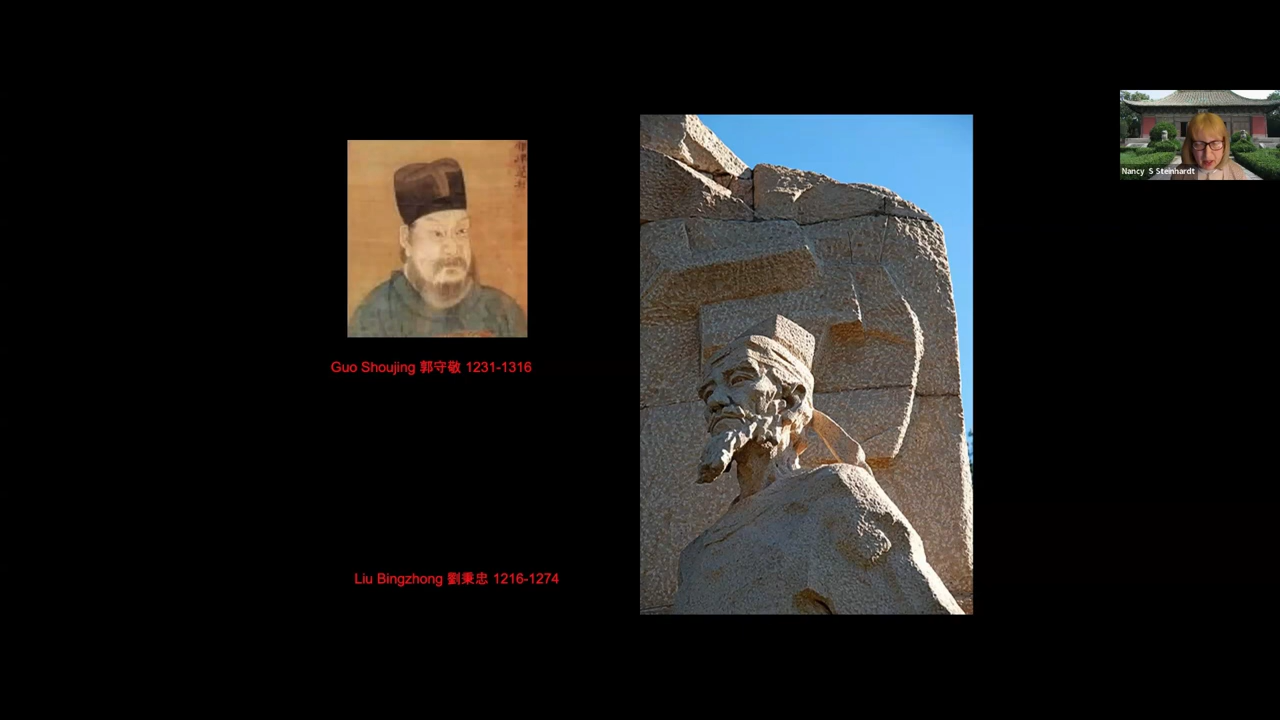 Guo Shoujing 郭守敬 1231-1316
Liu Bingzhong 劉秉忠 1216-1274
Nancy S Steinhardt